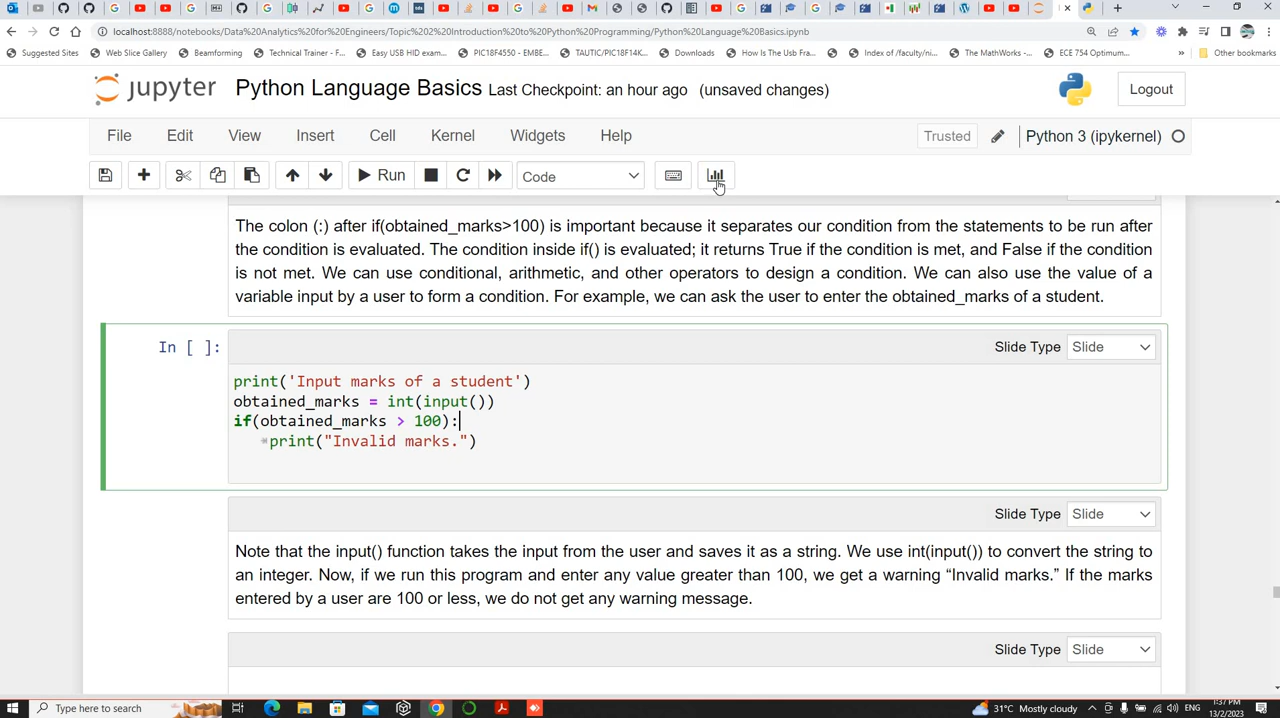 localhost:8888/notebooks/Data%20Analytics%20for%20Engineering/Topic%202%20Introduction%20to%20Python%20Programming/Python%20Language%20Basics.ipynb
Suggested Sites
Web Slice Gallery
Beamforming
Technical Trainer - F...
Easy USB HID exam...
PIC18F4550 - EMBE...
TAUTIC/PIC18F14K...
Downloads
How Is The Usb Fra...
Index of /faculty/ni...
The MathWorks - ...
ECE 754 Optimum...
»
Other bookmarks
jupyter Python Language Basics Last Checkpoint: an hour ago (unsaved changes)
Logout
File Edit View Insert Cell Kernel Widgets Help
Trusted
Python 3 (ipykernel)
Run
Code
The colon (:) after if(obtained_marks>100) is important because it separates our condition from the statements to be run after
the condition is evaluated. The condition inside if() is evaluated; it returns True if the condition is met, and False if the condition
is not met. We can use conditional, arithmetic, and other operators to design a condition. We can also use the value of a
variable input by a user to form a condition. For example, we can ask the user to enter the obtained_marks of a student.
In [ ]:
Slide Type Slide
print('Input marks of a student')
obtained_marks = int(input())
if(obtained_marks > 100):
print("Invalid marks.")
Slide Type Slide
Note that the input() function takes the input from the user and saves it as a string. We use int(input()) to convert the string to
an integer. Now, if we run this program and enter any value greater than 100, we get a warning “Invalid marks.” If the marks
entered by a user are 100 or less, we do not get any warning message.
Slide Type Slide
Type here to search
31°C Mostly cloudy
ENG
1:37 PM
13/2/2023